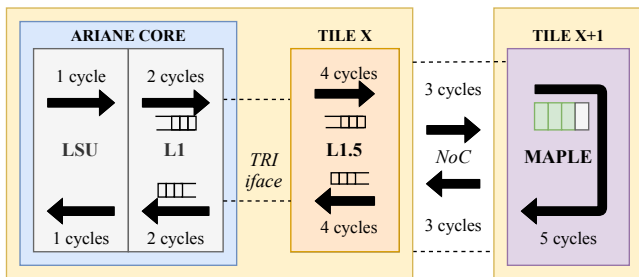 ARIANE CORE
TILE X
TILE X+1
1 cycle
2 cycles
4 cycles
3 cycles
LSU
L1
TRI
iface
L1.5
NoC
MAPLE
1 cycles
2 cycles
4 cycles
3 cycles
5 cycles